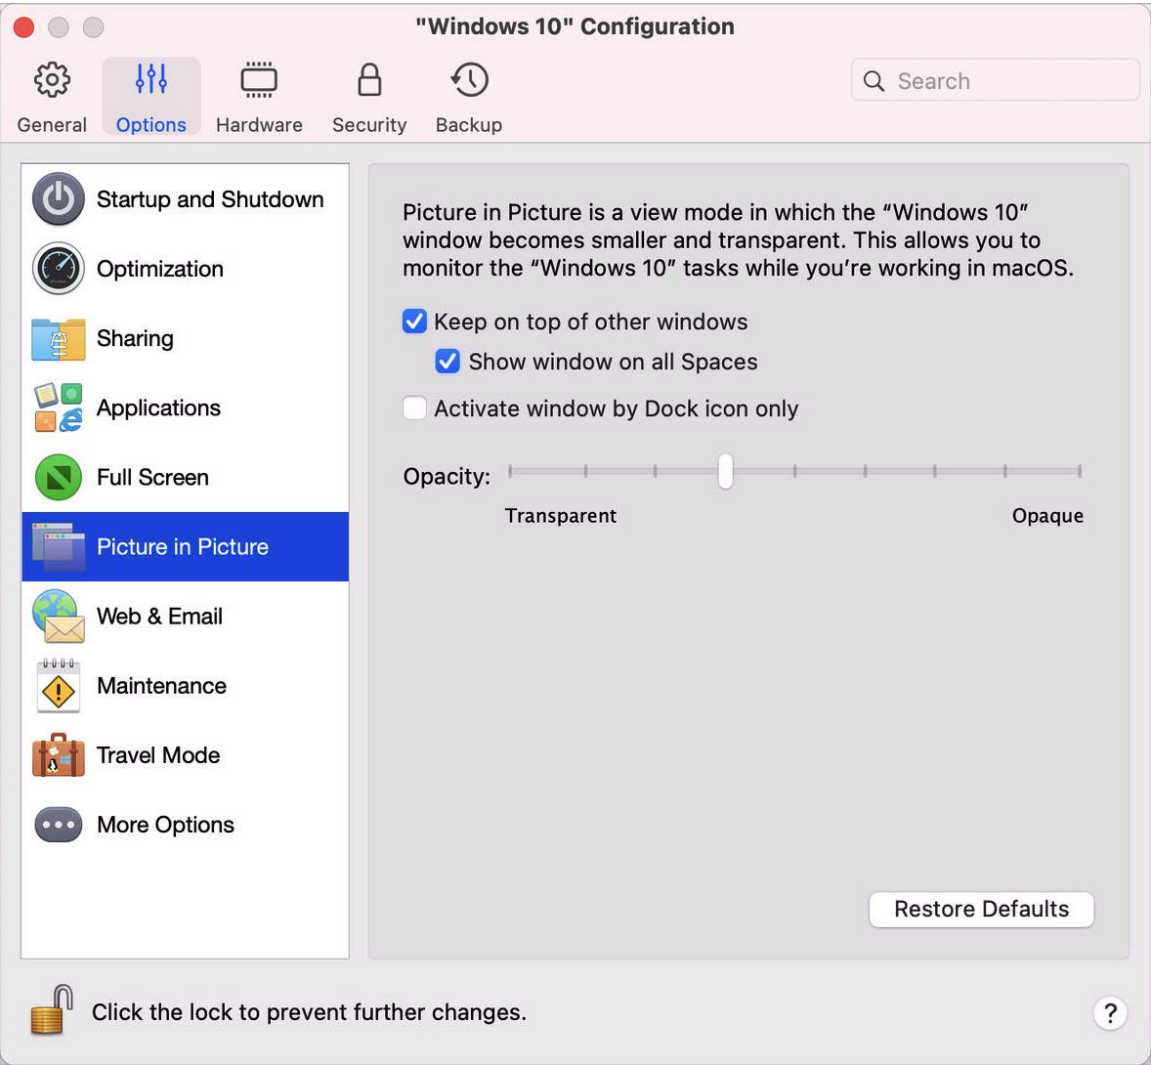 "Windows 10" Configuration
General
Options
Hardware
Security
Backup
Search
Startup and Shutdown
Optimization
Sharing
Applications
Full Screen
Picture in Picture
Web & Email
Maintenance
Travel Mode
More Options
Picture in Picture is a view mode in which the “Windows 10”
window becomes smaller and transparent. This allows you to
monitor the “Windows 10” tasks while you’re working in macOS.
Keep on top of other windows
Show window on all Spaces
Activate window by Dock icon only
Opacity:
Transparent
Opaque
Restore Defaults
Click the lock to prevent further changes.
?